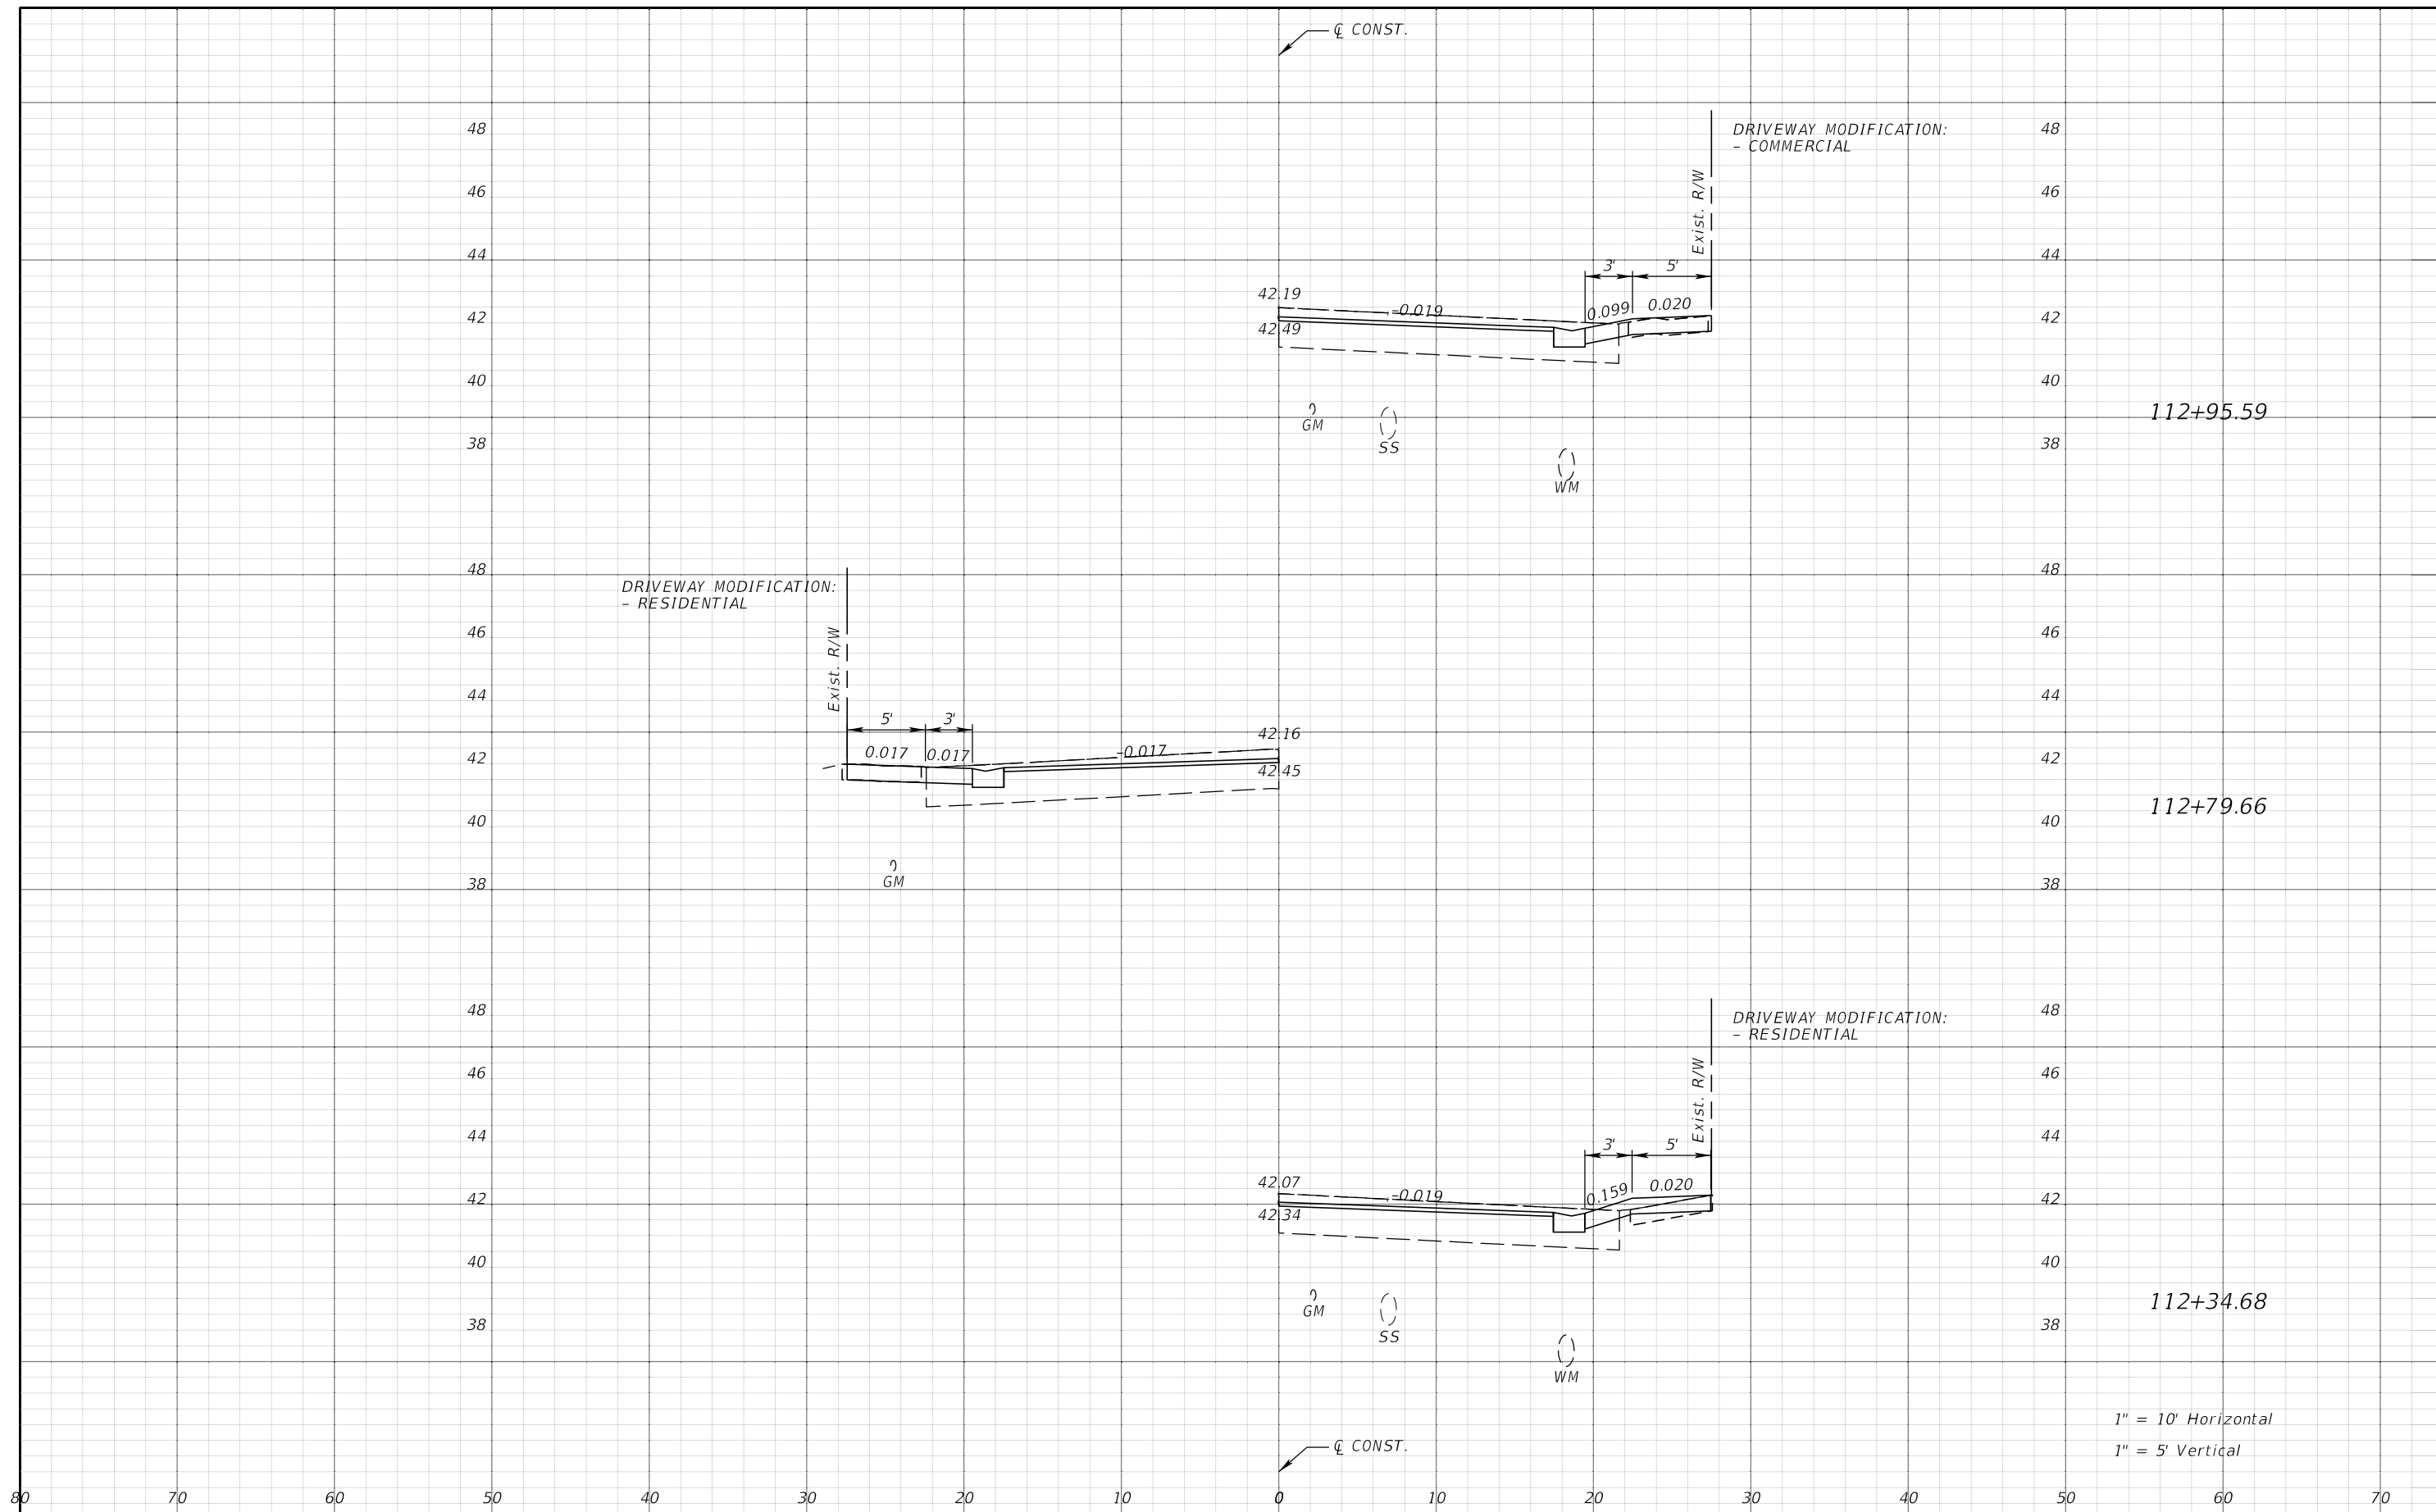 ℄ CONST.
48
DRIVEWAY MODIFICATION:
48
– COMMERCIAL
46
Exist. R/W
46
44
44
3'
5'
42.19
–0.019
0.099
0.020
42
42
42.49
40
40
112+95.59
GM
SS
38
38
WM
48
48
DRIVEWAY MODIFICATION:
– RESIDENTIAL
46
Exist. R/W
46
44
44
5'
3'
42.16
0.017
0.017
–0.017
42
42
42.45
40
40
112+79.66
GM
38
38
48
DRIVEWAY MODIFICATION:
48
– RESIDENTIAL
46
Exist. R/W
46
44
44
3'
5'
42.07
–0.019
0.159
0.020
42
42
42.34
40
40
112+34.68
GM
SS
38
38
WM
1" = 10' Horizontal
1" = 5' Vertical
℄ CONST.
80 70 60 50 40 30 20 10 0 10 20 30 40 50 60 70